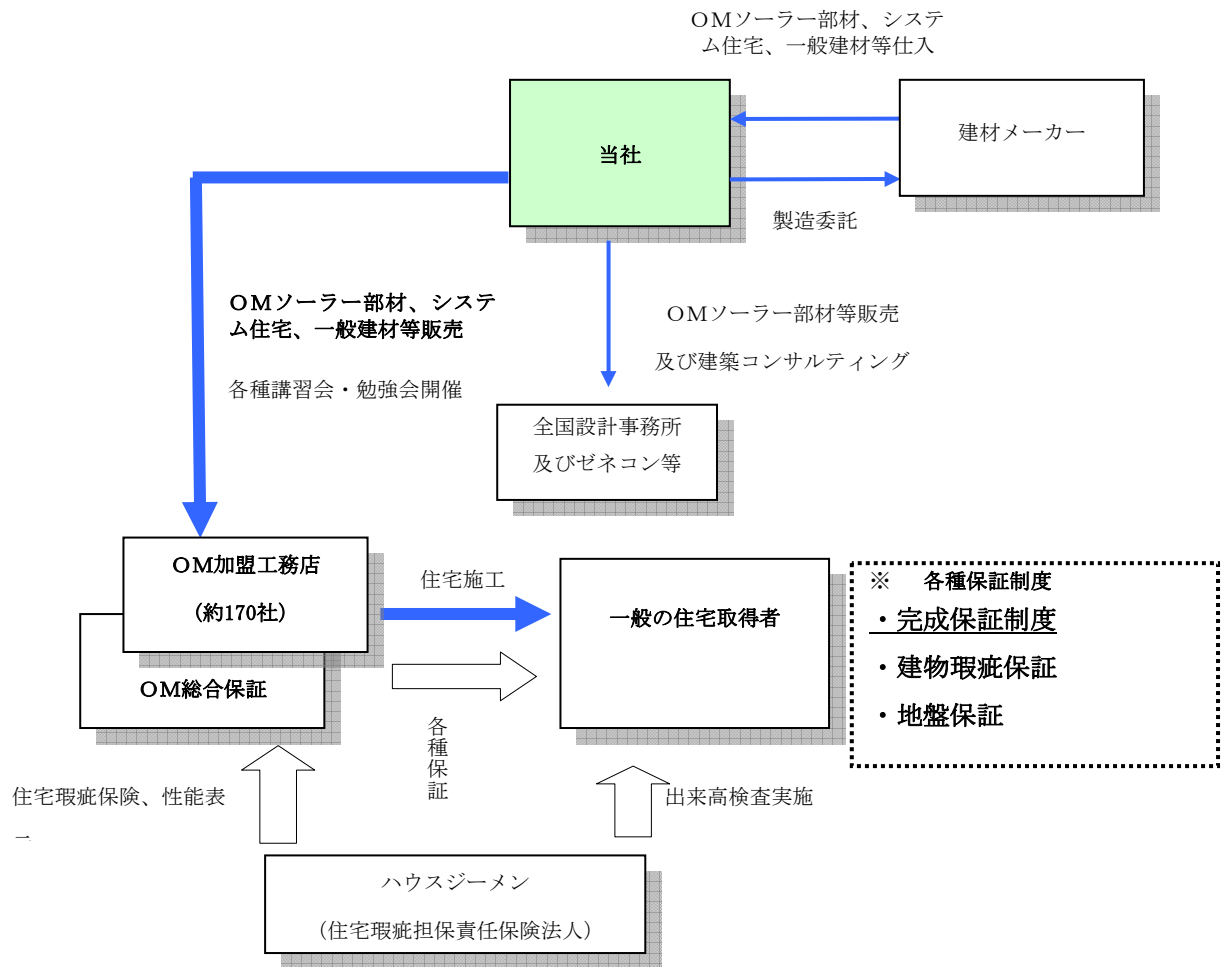 OMソーラー部材、システ
ム住宅、一般建材等仕入
当社
建材メーカー
製造委託
OMソーラー部材、システ
ム住宅、一般建材等販売
各種講習会・勉強会開催
OMソーラー部材等販売
及び建築コンサルティング
全国設計事務所
及びゼネコン等
OM加盟工務店
(約170社)
OM総合保証
住宅施工
各種保証
一般の住宅取得者
※ 各種保証制度
・完成保証制度
・建物瑕疵保証
・地盤保証
住宅瑕疵保険、性能表
出来高検査実施
ハウスジーメン
(住宅瑕疵担保責任保険法人)